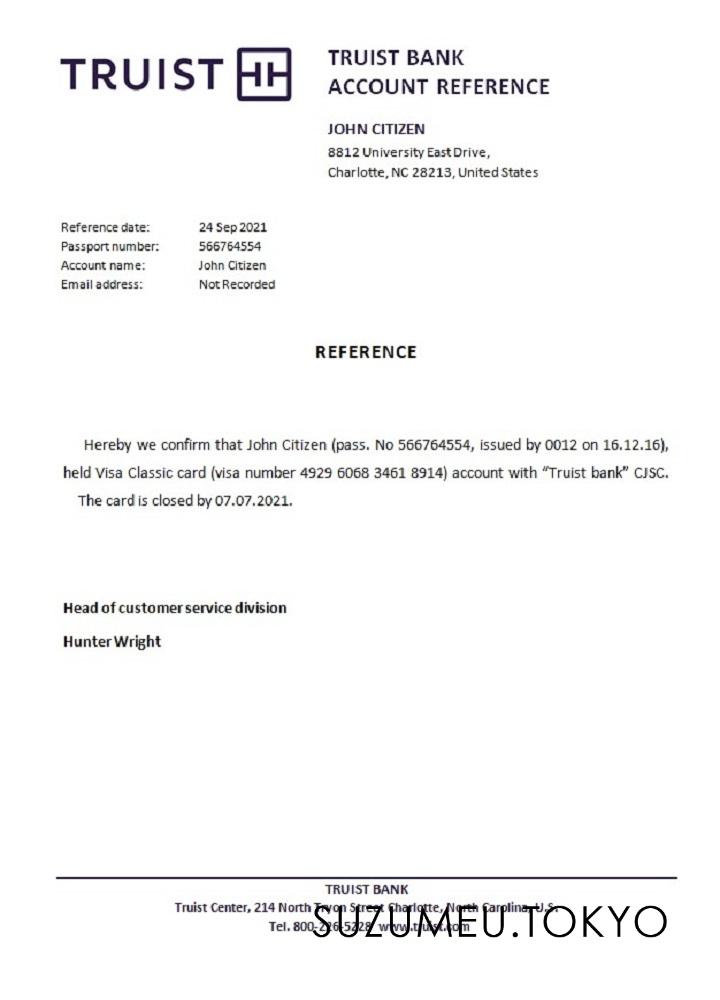 TRUIST
TRUIST BANK
ACCOUNT REFERENCE
JOHN CITIZEN
8812 University East Drive,
Charlotte, NC 28213, United States
Reference date: 24 Sep 2021
Passport number: 566764554
Account name: John Citizen
Email address: Not Recorded
REFERENCE
Hereby we confirm that John Citizen (pass. No 566764554, issued by 0012 on 16.12.16),
held Visa Classic card (visa number 4929 6068 3461 8914) account with “Truist bank” CJSC.
The card is closed by 07.07.2021.
Head of customer service division
Hunter Wright
TRUIST BANK
Truist Center, 214 North Tryon Street Charlotte, North Carolina, U.S.
Tel. 800-226-5228 www.truist.com
SUZUMEU.TOKYO